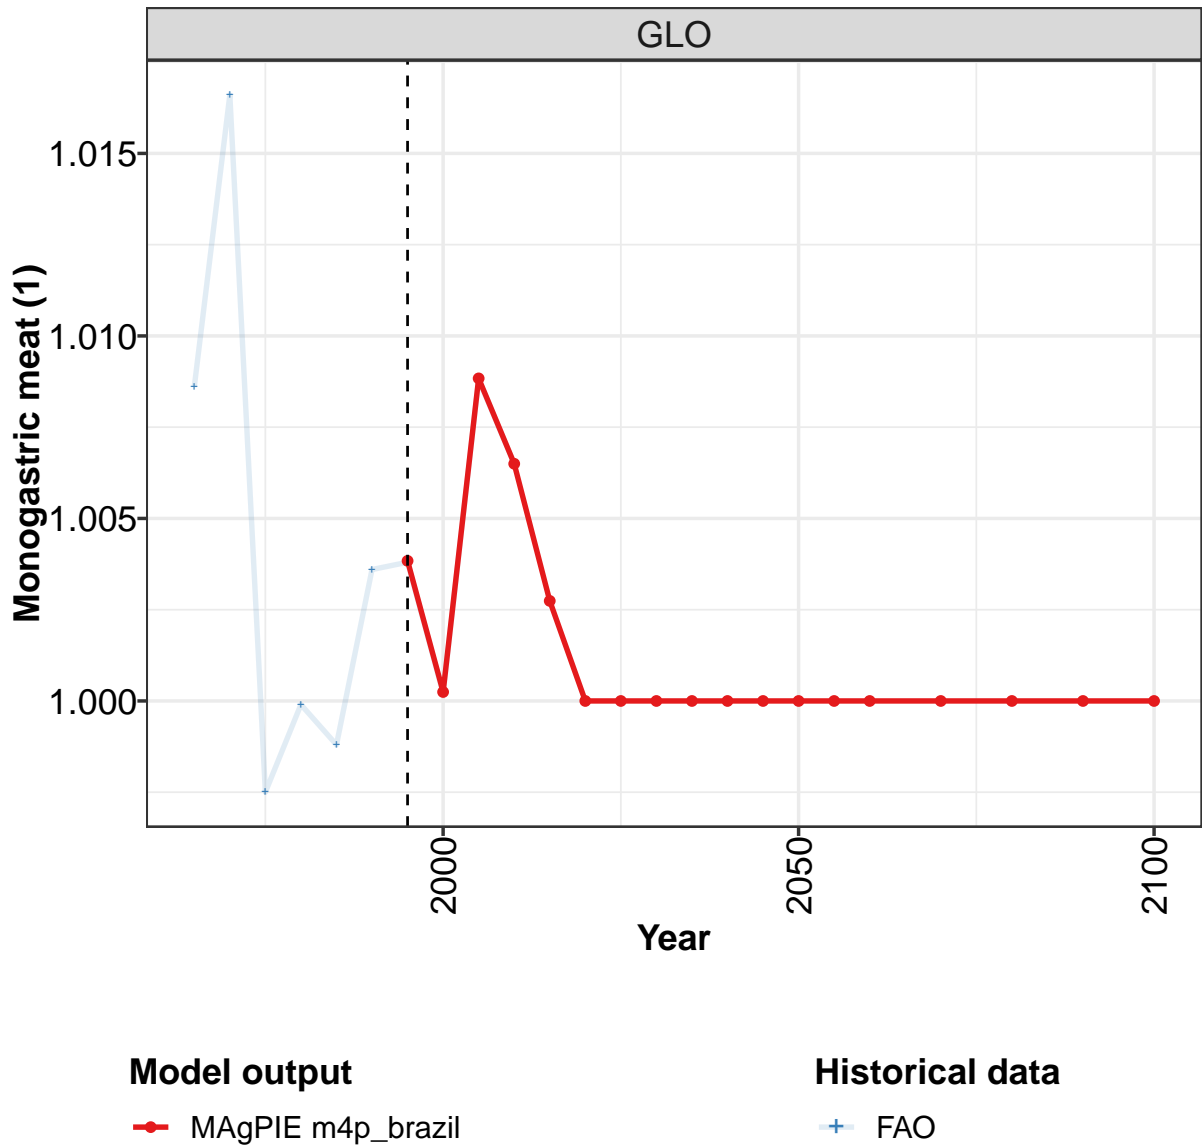 GLO
Monogastric meat (1)
1.015
1.010
1.005
1.000
2000
2050
2100
Year
Model output
MAgPIE m4p_brazil
Historical data
FAO